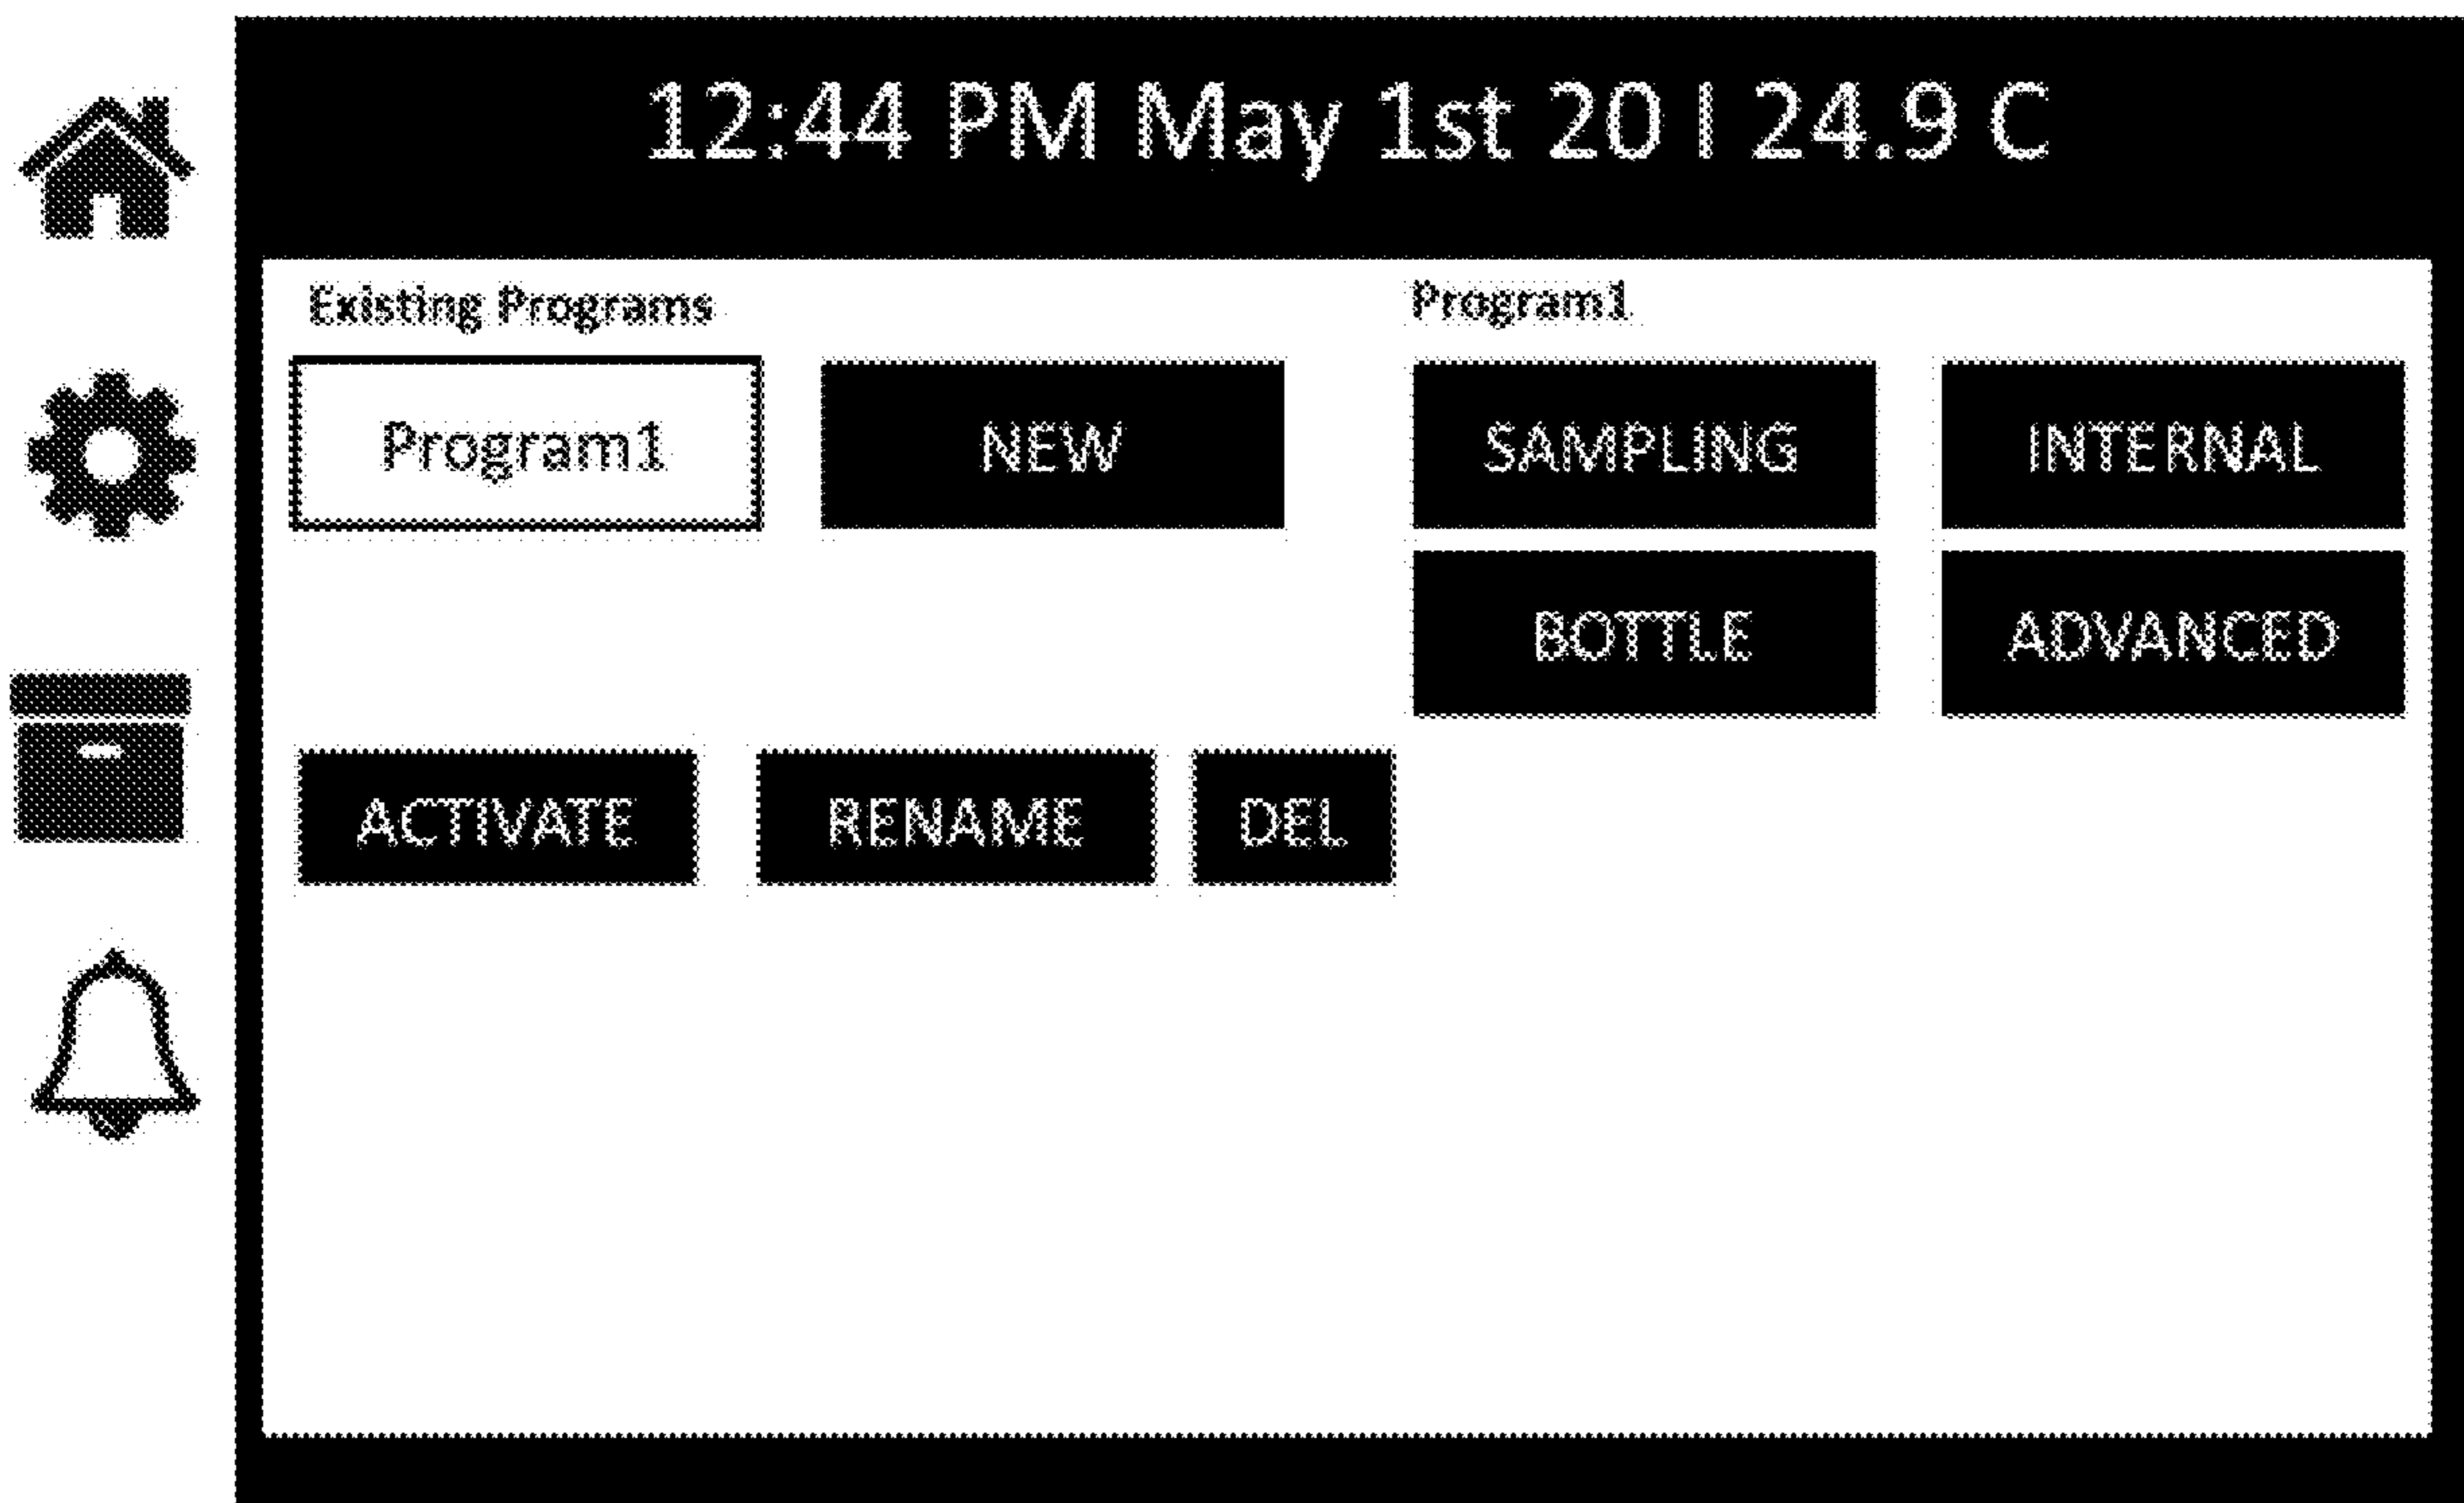 12:44 PM May 1st 20 I 24.9 C
Existing Programs
Program1
NEW
ACTIVATE
RENAME
DEL
Program1
SAMPLING
INTERNAL
BOTTLE
ADVANCED